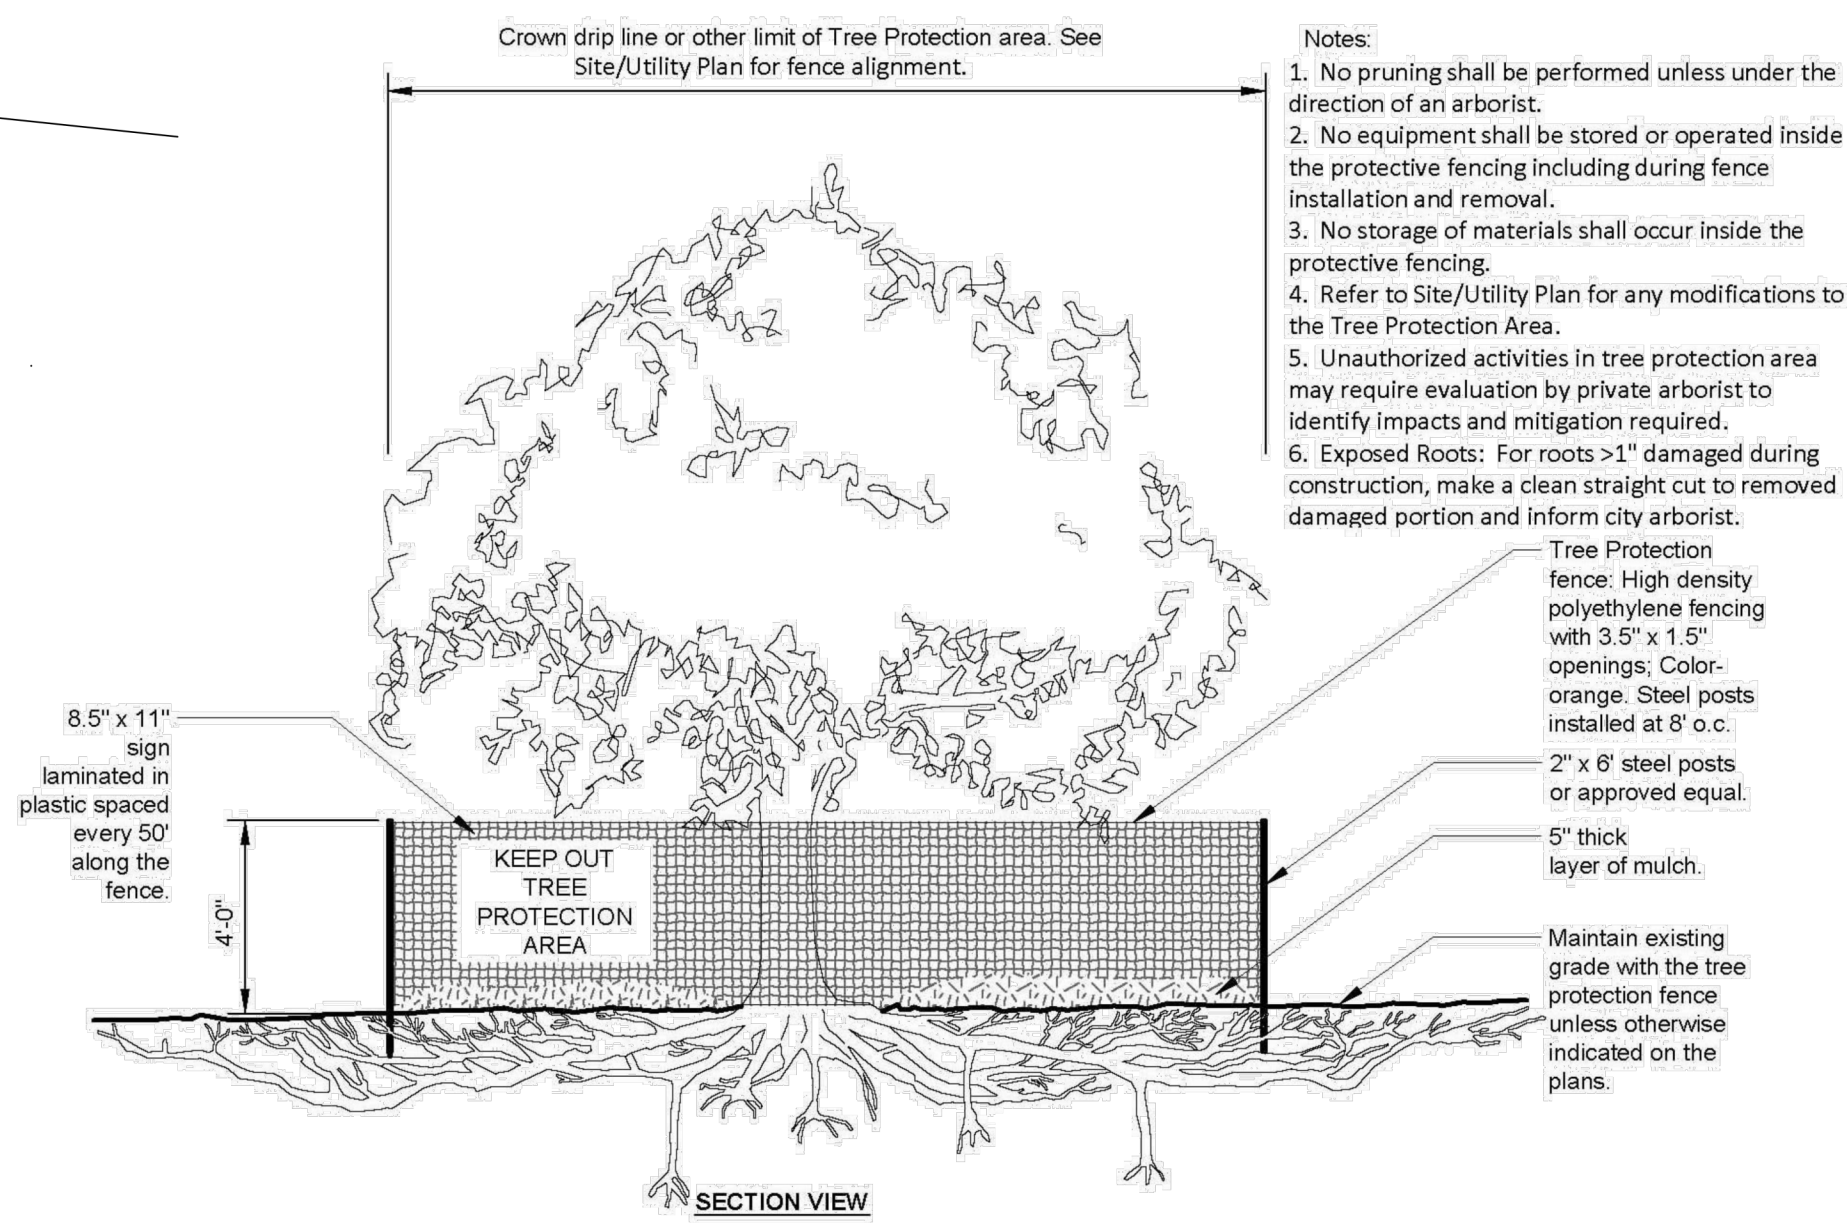 Crown drip line or other limit of Tree Protection area. See
Site/Utility Plan for fence alignment.
Notes:
1. No pruning shall be performed unless under the
direction of an arborist.
2. No equipment shall be stored or operated inside
the protective fencing including during fence
installation and removal.
3. No storage of materials shall occur inside the
protective fencing.
4. Refer to Site/Utility Plan for any modifications to
the Tree Protection Area.
5. Unauthorized activities in tree protection area
may require evaluation by private arborist to
identify impacts and mitigation required.
6. Exposed Roots: For roots >1" damaged during
construction, make a clean straight cut to removed
damaged portion and inform city arborist.
Tree Protection
fence: High density
polyethylene fencing
with 3.5" x 1.5"
openings; Color-
orange. Steel posts
installed at 8' o.c.
2" x 6' steel posts
or approved equal.
5" thick
layer of mulch.
Maintain existing
grade with the tree
protection fence
unless otherwise
indicated on the
plans.
8.5" x 11"
sign
laminated in
plastic spaced
every 50'
along the
fence.
4'-0"
KEEP OUT
TREE
PROTECTION
AREA
SECTION VIEW